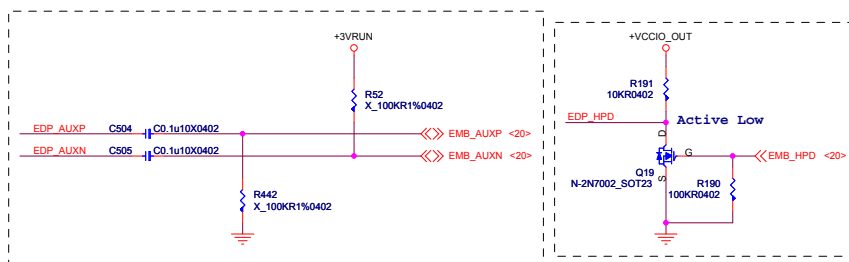 +3VRUN
+VCCIO_OUT
R52
X_100KR1%0402
R191
10KR0402
EDP_AUXP C504 C0.1u10X0402 EMB_AUXP <20>
EDP_HPD
Active Low
D
EDP_AUXN C505 C0.1u10X0402 EMB_AUXN <20>
G EMB_HPD <20>
S
Q19
N-2N7002_SOT23
R190
100KR0402
R442
X_100KR1%0402